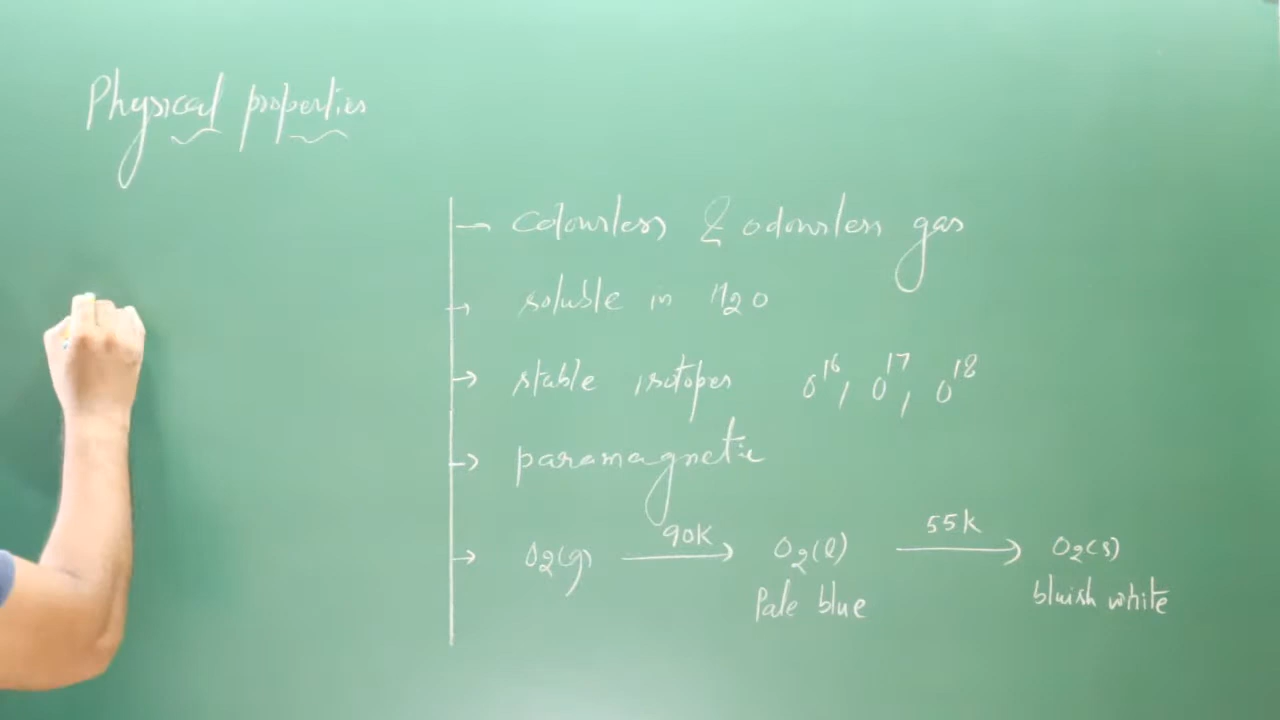 Physical properties
→ colourless & odourless gas
→ soluble in H2O
→ stable isotopes O¹⁶, O¹⁷, O¹⁸
→ paramagnetic
→ O₂(g) —90K→ O₂(l) —55K→ O₂(s)
Pale blue bluish white